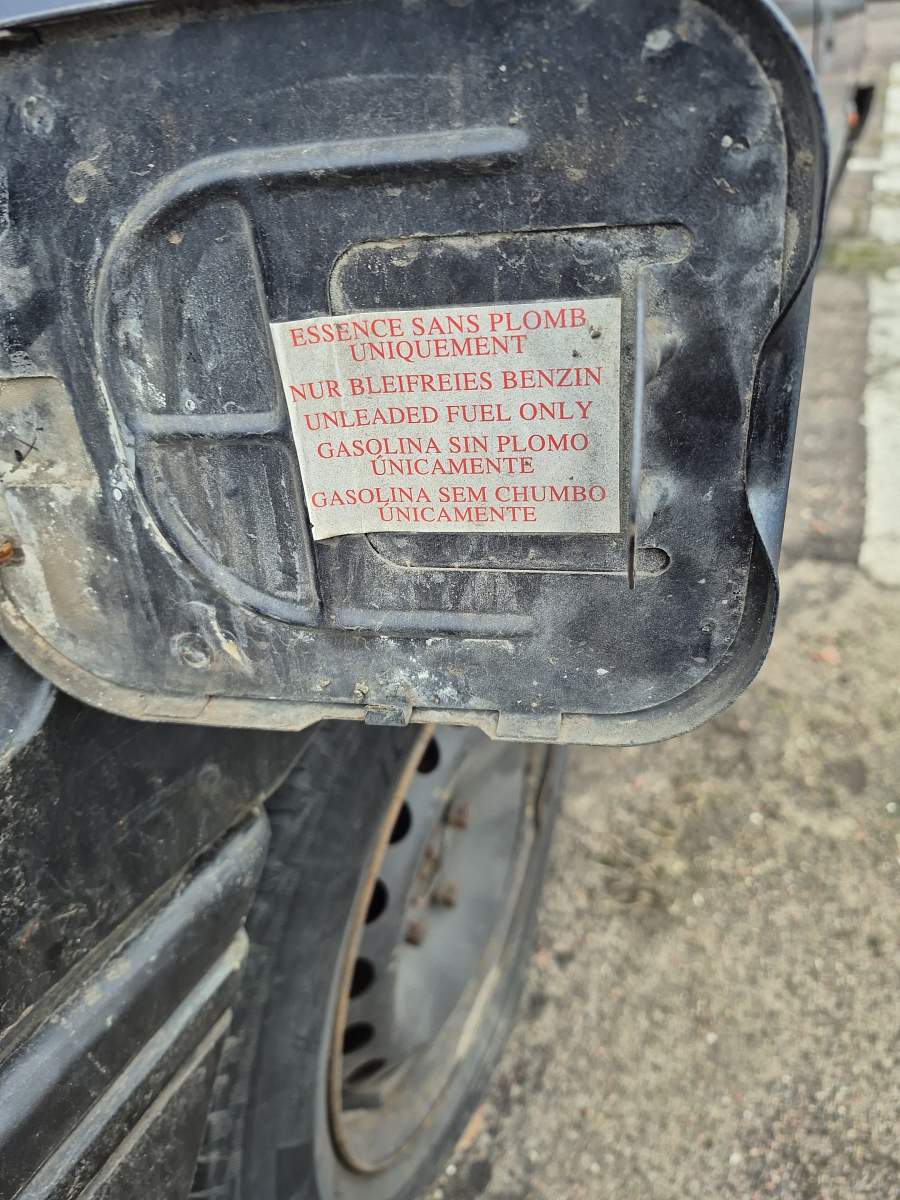 ESSENCE SANS PLOMB
UNIQUEMENT
NUR BLEIFREIES BENZIN
UNLEADED FUEL ONLY
GASOLINA SIN PLOMO
ÚNICAMENTE
GASOLINA SEM CHUMBO
ÚNICAMENTE